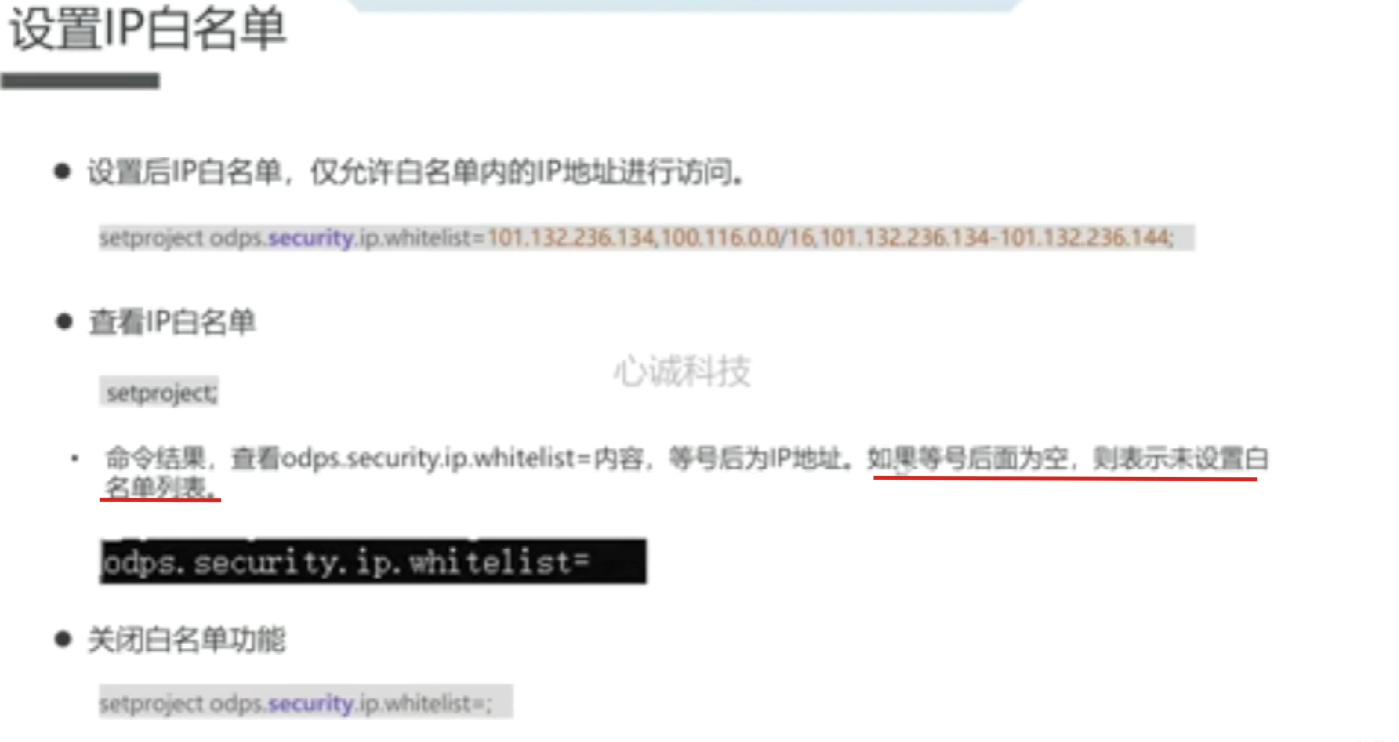 设置IP白名单
● 设置后IP白名单，仅允许白名单内的IP地址进行访问。
setproject odps.security.ip.whitelist=101.132.236.134,100.116.0.0/16,101.132.236.134-101.132.236.144;
● 查看IP白名单
心诚科技
setproject;
• 命令结果，查看odps.security.ip.whitelist=内容，等号后为IP地址。如果等号后面为空，则表示未设置白
名单列表。
odps.security.ip.whitelist=
● 关闭白名单功能
setproject odps.security.ip.whitelist=;